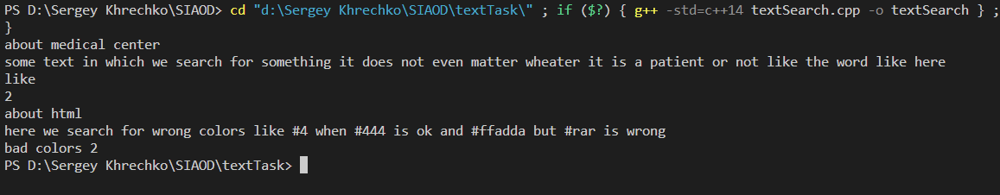 PS D:\Sergey Khrechko\SIAOD> cd "d:\Sergey Khrechko\SIAOD\textTask\" ; if ($?) { g++ -std=c++14 textSearch.cpp -o textSearch } ;
}
about medical center
some text in which we search for something it does not even matter wheater it is a patient or not like the word like here
like
2
about html
here we search for wrong colors like #4 when #444 is ok and #ffadda but #rar is wrong
bad colors 2
PS D:\Sergey Khrechko\SIAOD\textTask>